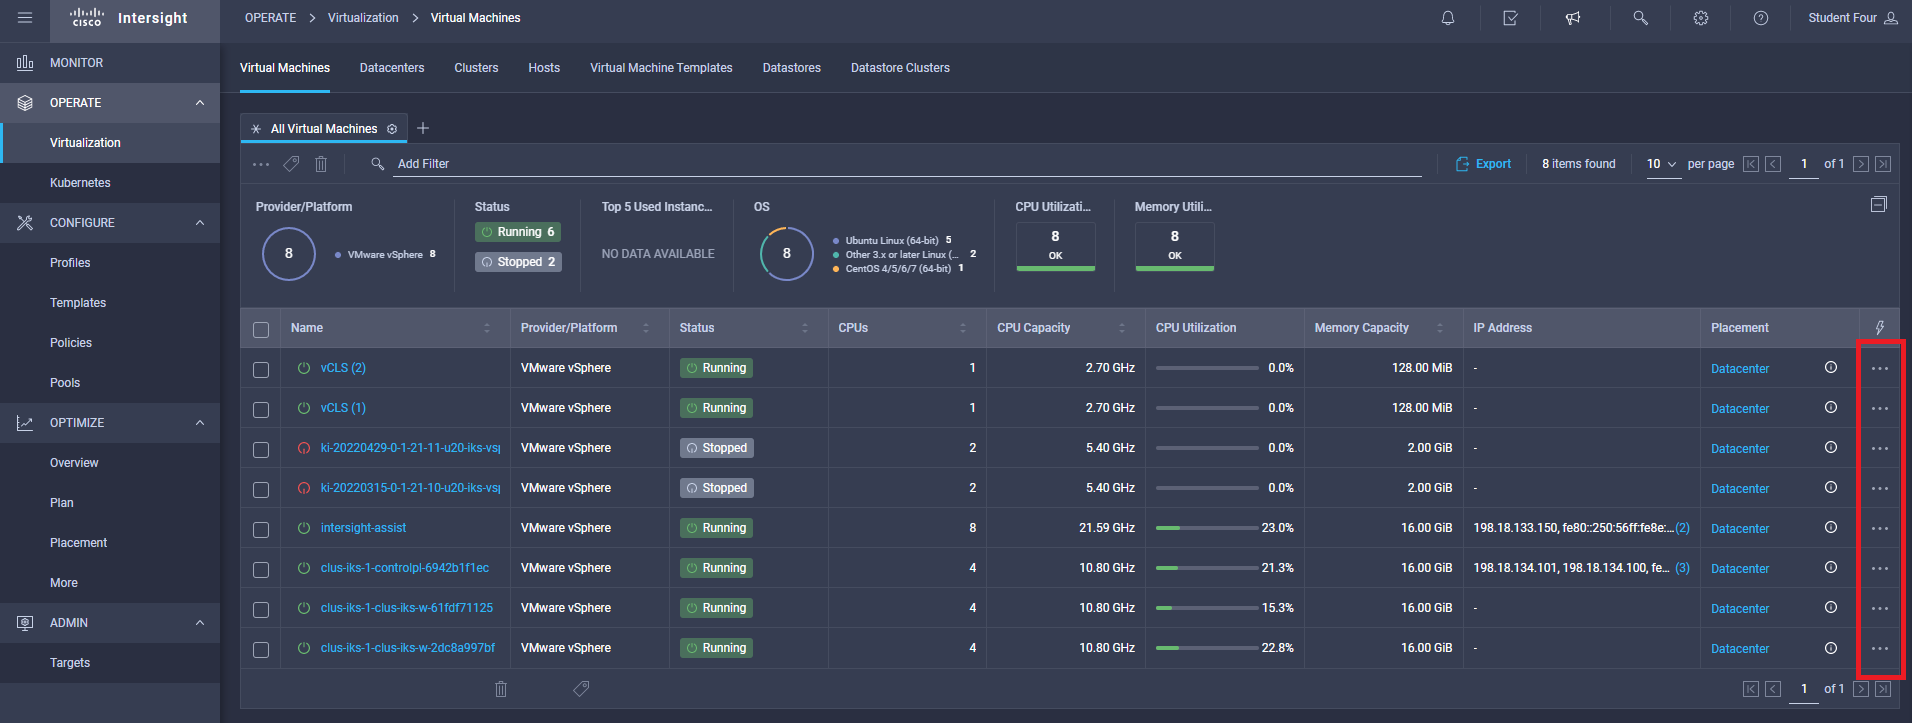 CISCO Intersight OPERATE > Virtualization > Virtual Machines Student Four
MONITOR
OPERATE
Virtualization
Kubernetes
CONFIGURE
Profiles
Templates
Policies
Pools
OPTIMIZE
Overview
Plan
Placement
More
ADMIN
Targets
Virtual Machines Datacenters Clusters Hosts Virtual Machine Templates Datastores Datastore Clusters
All Virtual Machines
Add Filter Export 8 items found 10 per page 1 of 1
Provider/Platform
8
VMware vSphere 8
Status
Running 6
Stopped 2
Top 5 Used Instanc...
NO DATA AVAILABLE
OS
8
Ubuntu Linux (64-bit) 5
Other 3.x or later Linux (... 2
CentOS 4/5/6/7 (64-bit) 1
CPU Utilizati...
8
OK
Memory Utili...
8
OK
Name Provider/Platform Status CPUs CPU Capacity CPU Utilization Memory Capacity IP Address Placement
vCLS (2) VMware vSphere Running 1 2.70 GHz 0.0% 128.00 MiB - Datacenter
vCLS (1) VMware vSphere Running 1 2.70 GHz 0.0% 128.00 MiB - Datacenter
ki-20220429-0-1-21-11-u20-iks-vsp VMware vSphere Stopped 2 5.40 GHz 0.0% 2.00 GiB - Datacenter
ki-20220315-0-1-21-10-u20-iks-vsp VMware vSphere Stopped 2 5.40 GHz 0.0% 2.00 GiB - Datacenter
intersight-assist VMware vSphere Running 8 21.59 GHz 23.0% 16.00 GiB 198.18.133.150, fe80::250:56ff:fe8e:... (2) Datacenter
clus-iks-1-controlpl-6942b1f1ec VMware vSphere Running 4 10.80 GHz 21.3% 16.00 GiB 198.18.134.101, 198.18.134.100, fe... (3) Datacenter
clus-iks-1-clus-iks-w-61fdf71125 VMware vSphere Running 4 10.80 GHz 15.3% 16.00 GiB - Datacenter
clus-iks-1-clus-iks-w-2dc8a997bf VMware vSphere Running 4 10.80 GHz 22.8% 16.00 GiB - Datacenter
1 of 1